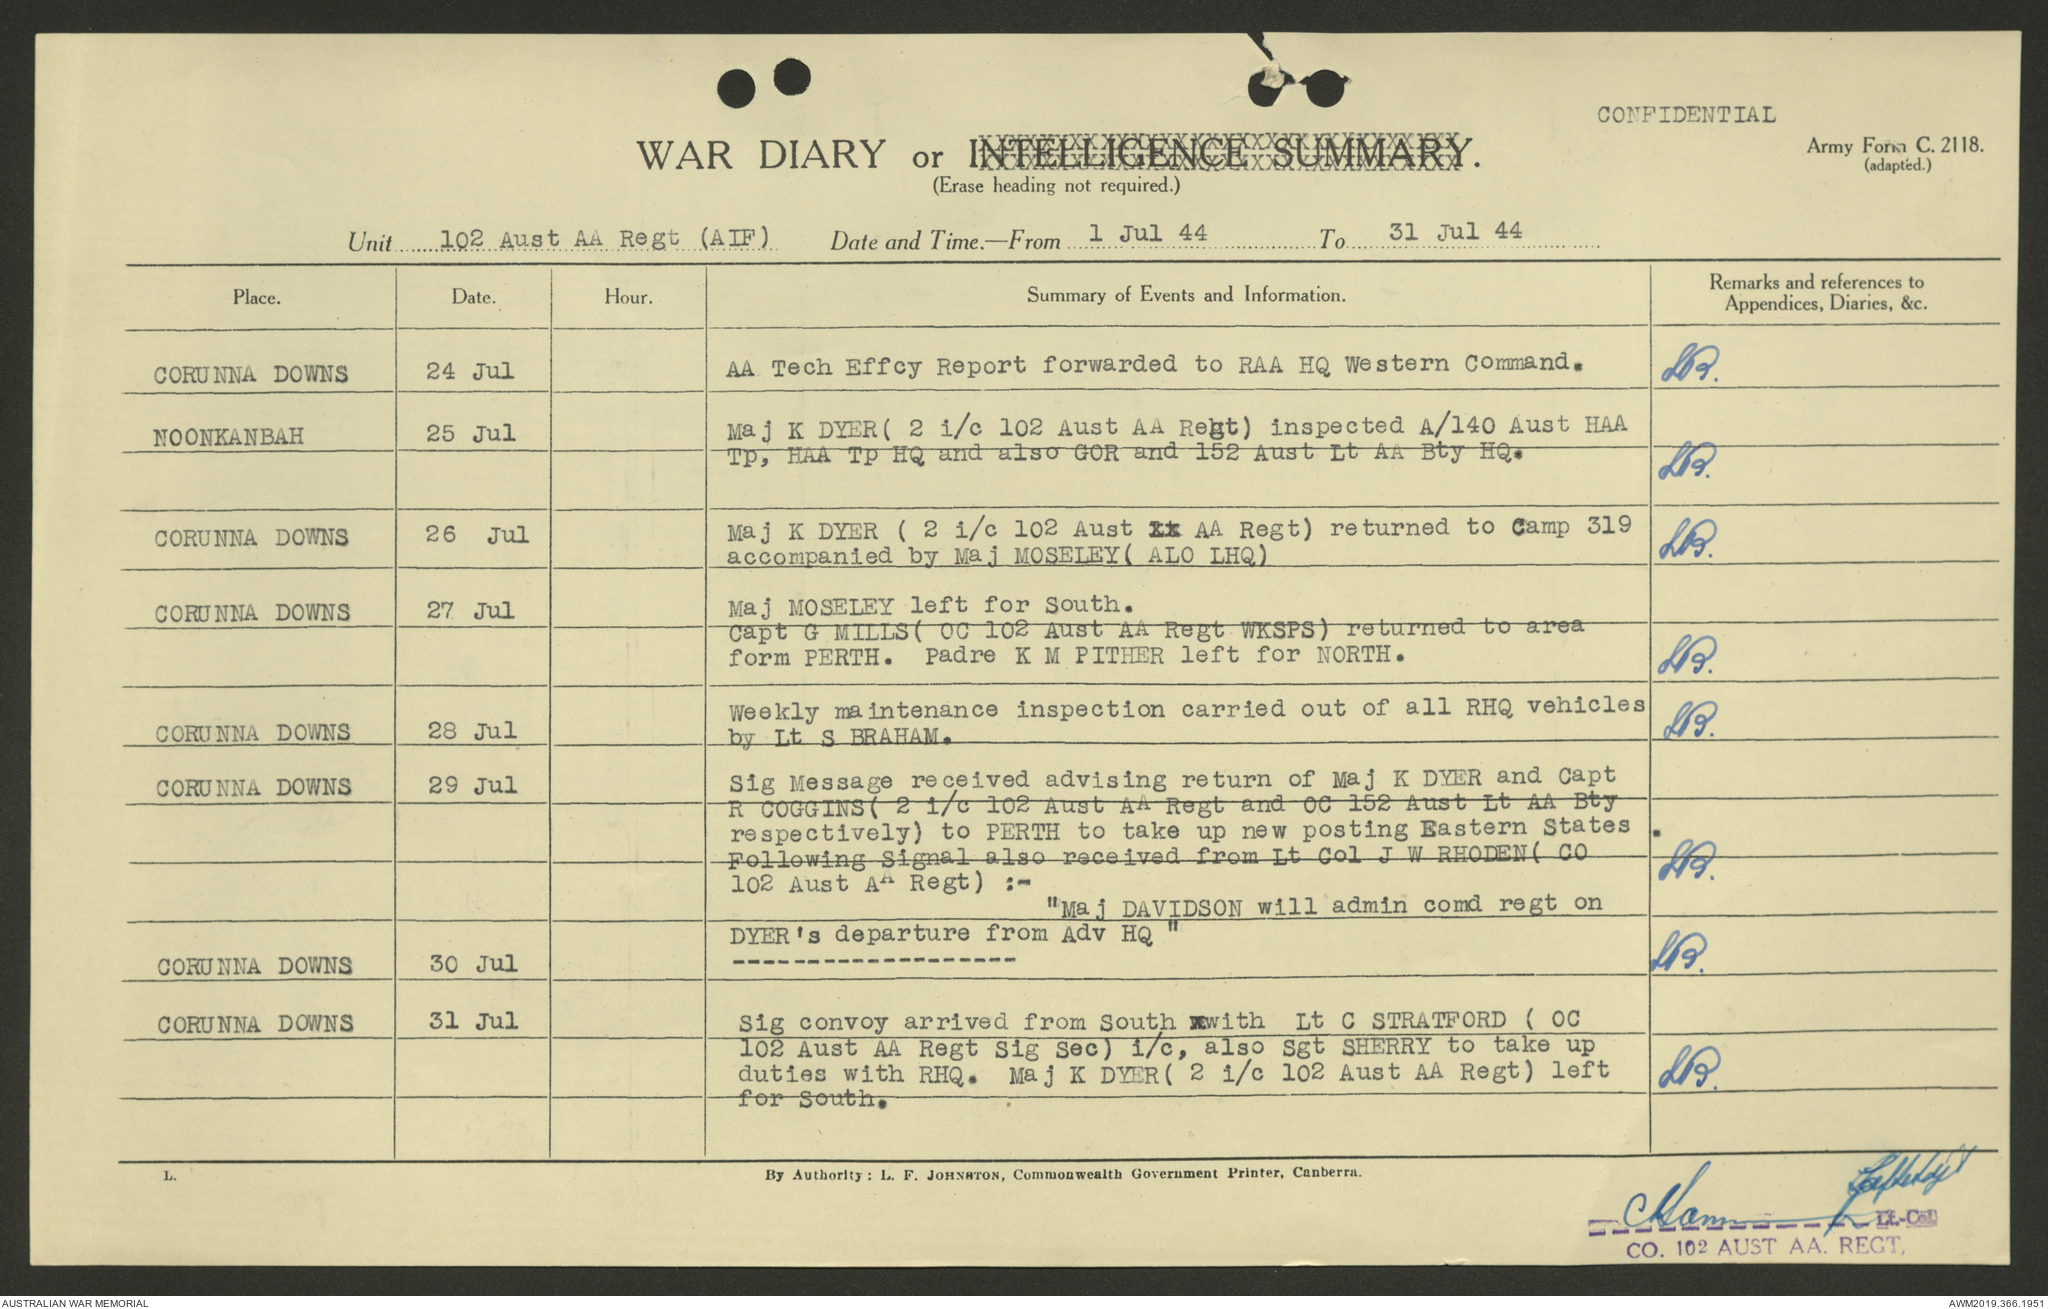 CONFIDENTIAL
Army Form C. 2118.
(adapted.)
WAR DIARY or INTELLIGENCE SUMMARY.
(Erase heading not required.)
Unit 102 Aust AA Regt (AIF) Date and Time.—From 1 Jul 44 To 31 Jul 44
Place. Date. Hour. Summary of Events and Information. Remarks and references to
Appendices, Diaries, &c.
CORUNNA DOWNS 24 Jul AA Tech Effcy Report forwarded to RAA HQ Western Command.
NOONKANBAH 25 Jul Maj K DYER( 2 i/c 102 Aust AA Regt) inspected A/140 Aust HAA
Tp, HAA Tp HQ and also GOR and 152 Aust Lt AA Bty HQ.
CORUNNA DOWNS 26 Jul Maj K DYER ( 2 i/c 102 Aust AA Regt) returned to Camp 319
accompanied by Maj MOSELEY( ALO LHQ)
CORUNNA DOWNS 27 Jul Maj MOSELEY left for South.
Capt G MILLS( OC 102 Aust AA Regt WKSPS) returned to area
form PERTH. Padre K M PITHER left for NORTH.
CORUNNA DOWNS 28 Jul Weekly maintenance inspection carried out of all RHQ vehicles
by Lt S BRAHAM.
CORUNNA DOWNS 29 Jul Sig Message received advising return of Maj K DYER and Capt
R COGGINS( 2 i/c 102 Aust AA Regt and OC 152 Aust Lt AA Bty
respectively) to PERTH to take up new posting Eastern States .
Following Signal also received from Lt Col J W RHODEN( CO
102 Aust AA Regt) :-
"Maj DAVIDSON will admin comd regt on
DYER's departure from Adv HQ "
CORUNNA DOWNS 30 Jul -------------------
CORUNNA DOWNS 31 Jul Sig convoy arrived from South with Lt C STRATFORD ( OC
102 Aust AA Regt Sig Sec) i/c, also Sgt SHERRY to take up
duties with RHQ. Maj K DYER( 2 i/c 102 Aust AA Regt) left
for South.
L. By Authority: L. F. JOHNSTON, Commonwealth Government Printer, Canberra.
Lt.-Col
CO. 102 AUST AA. REGT,
AUSTRALIAN WAR MEMORIAL AWM2019.366.1951